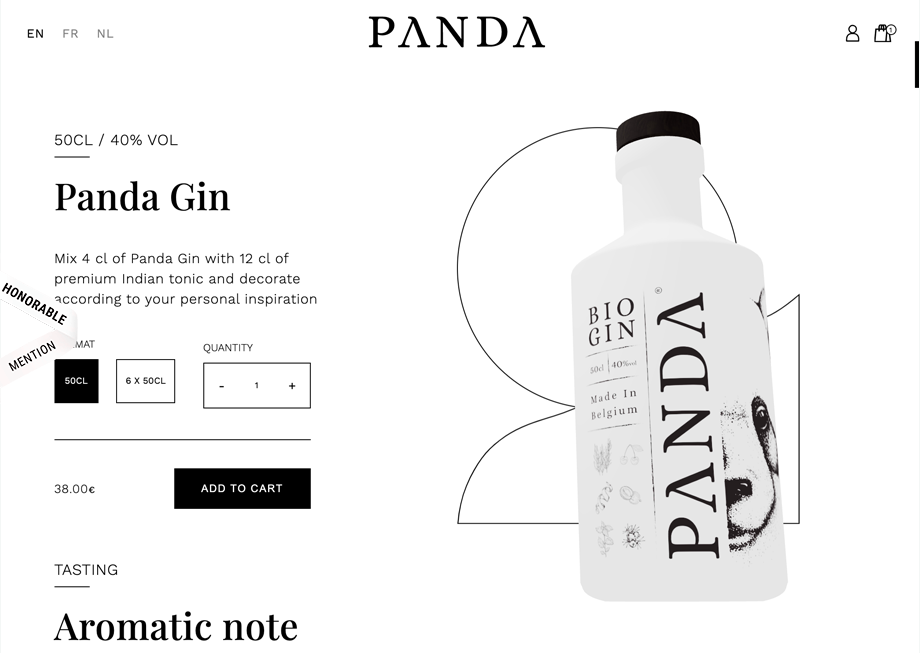 EN FR NL
PANDA
1
50CL / 40% VOL
Panda Gin
Mix 4 cl of Panda Gin with 12 cl of
premium Indian tonic and decorate
according to your personal inspiration
HONORABLE
MENTION
MAT
QUANTITY
50CL
6 X 50CL
- 1 +
38.00€
ADD TO CART
TASTING
Aromatic note
BIO
GIN
50cl | 40%vol
Made In
Belgium
PANDA
®